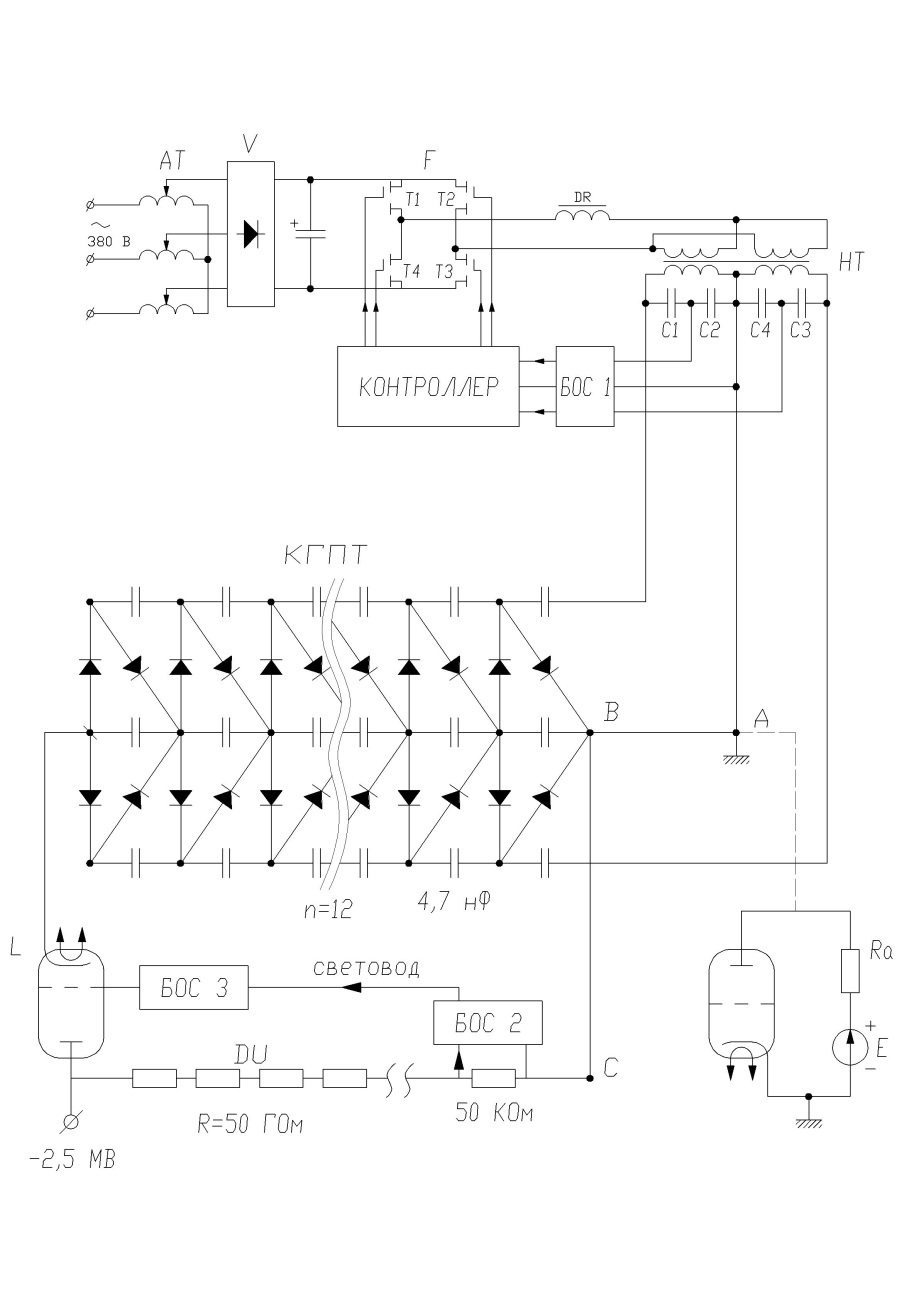 V
AT
F
T1 T2
DR
380 В
T4 T3
НТ
C1 C2 C4 C3
КОНТРОЛЛЕР
БОС 1
КГПТ
B
A
n=12
4,7 нФ
L
световод
БОС 3
БОС 2
Ra
+
E
−
DU
C
R=50 ГОм
50 КОм
-2,5 МВ